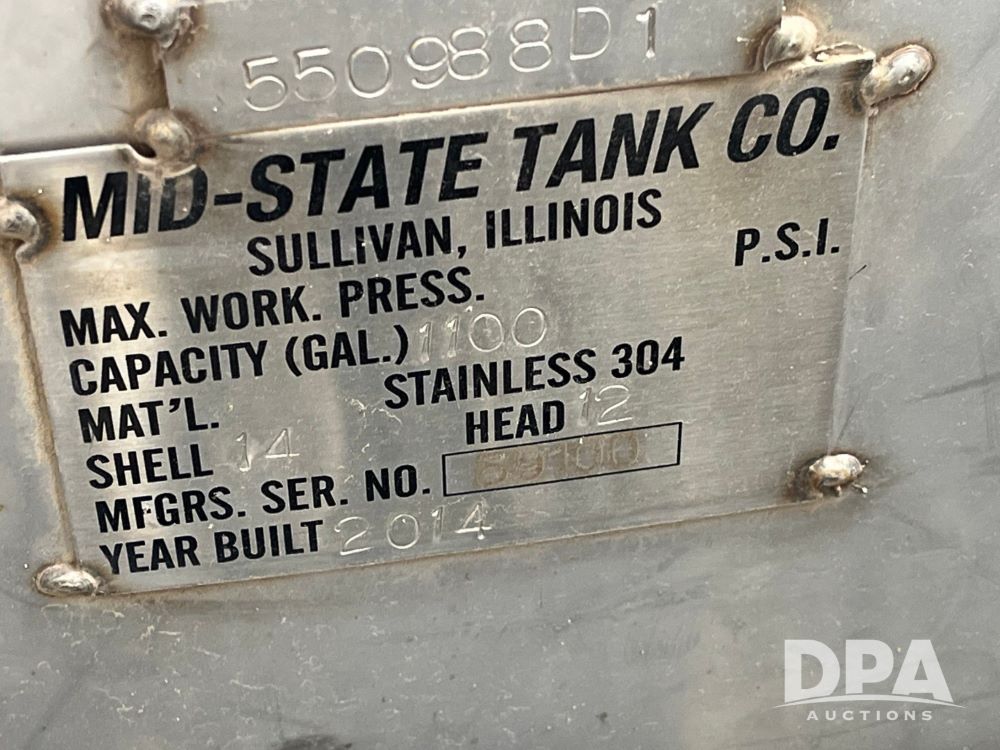 550988D1
MID-STATE TANK CO.
SULLIVAN, ILLINOIS
MAX. WORK. PRESS. P.S.I.
CAPACITY (GAL.) 1100
MAT'L. STAINLESS 304
SHELL 14 HEAD 12
MFGRS. SER. NO. 59100
YEAR BUILT 2014
DPA
AUCTIONS